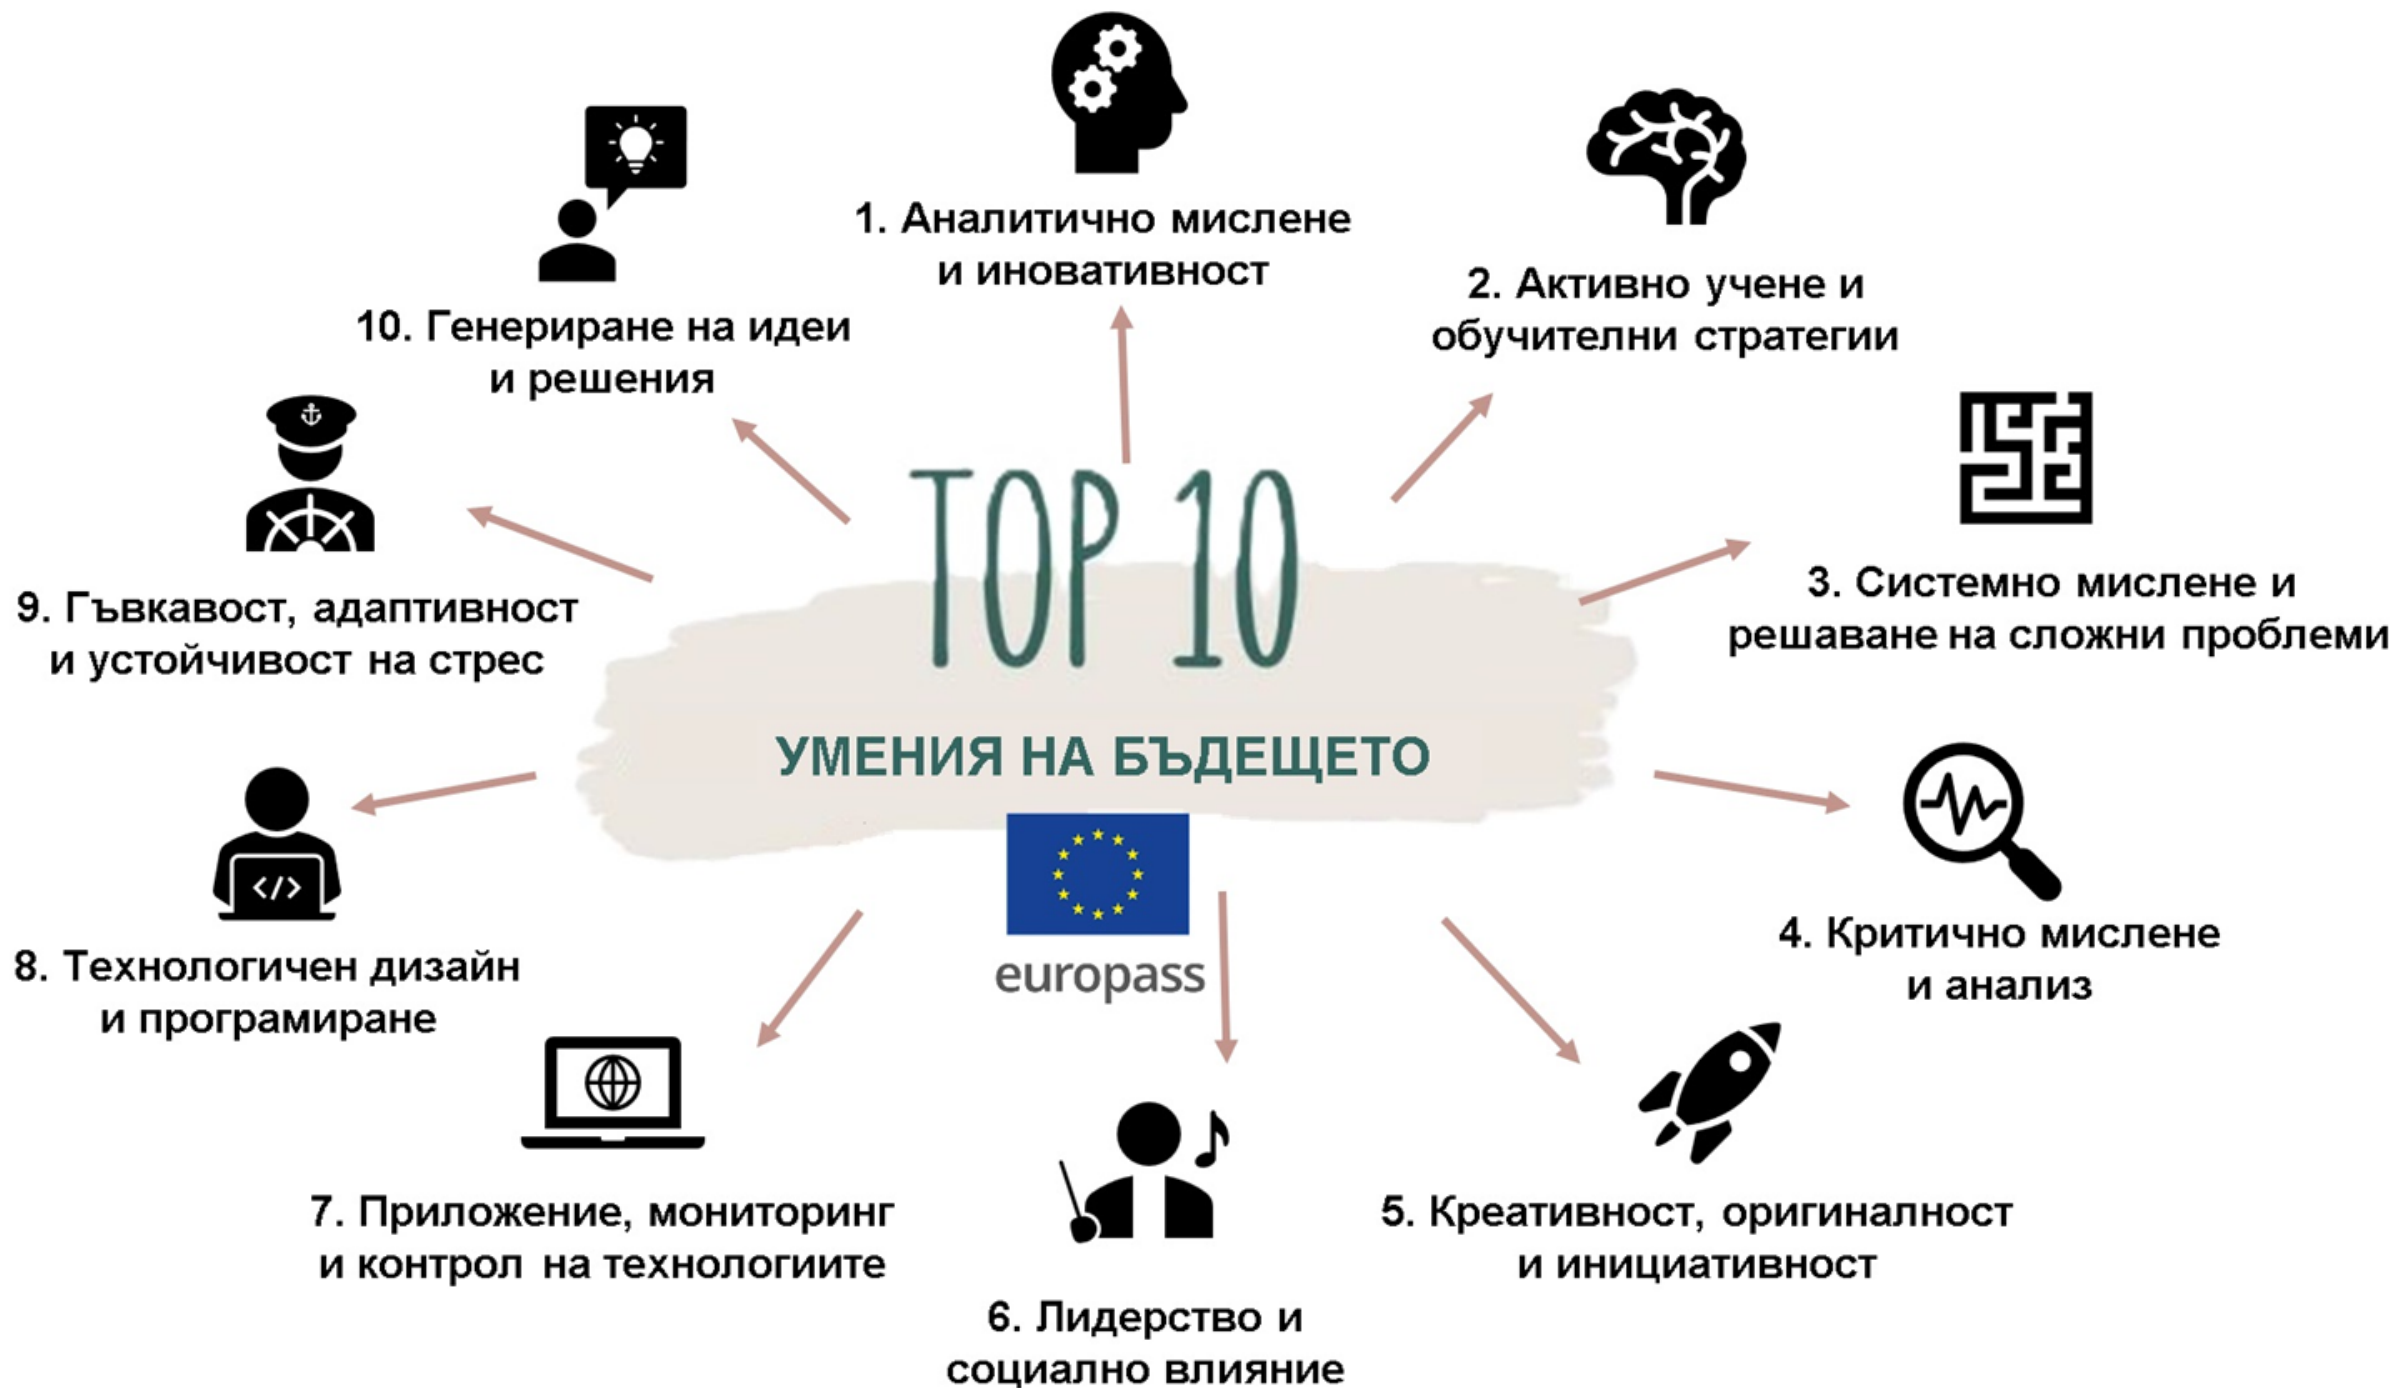 TOP 10
УМЕНИЯ НА БЪДЕЩЕТО
europass
1. Аналитично мислене
и иновативност
2. Активно учене и
обучителни стратегии
3. Системно мислене и
решаване на сложни проблеми
4. Критично мислене
и анализ
5. Креативност, оригиналност
и инициативност
6. Лидерство и
социално влияние
7. Приложение, мониторинг
и контрол на технологиите
8. Технологичен дизайн
и програмиране
</>
9. Гъвкавост, адаптивност
и устойчивост на стрес
10. Генериране на идеи
и решения